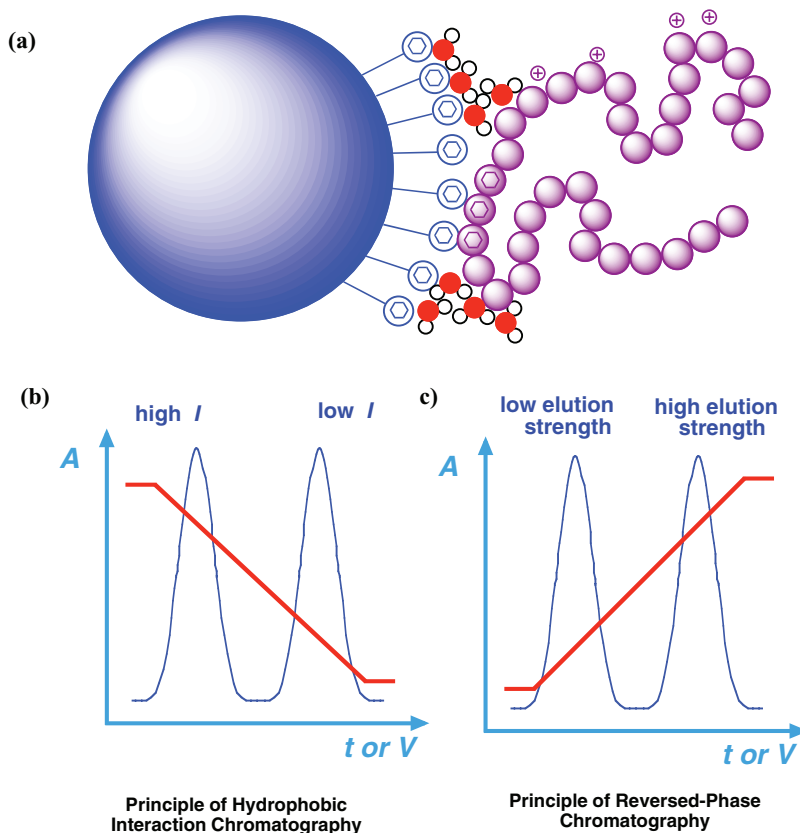 (a)
(b)
high I
low I
A
t or V
Principle of Hydrophobic
Interaction Chromatography
c)
low elution
strength
high elution
strength
A
t or V
Principle of Reversed-Phase
Chromatography